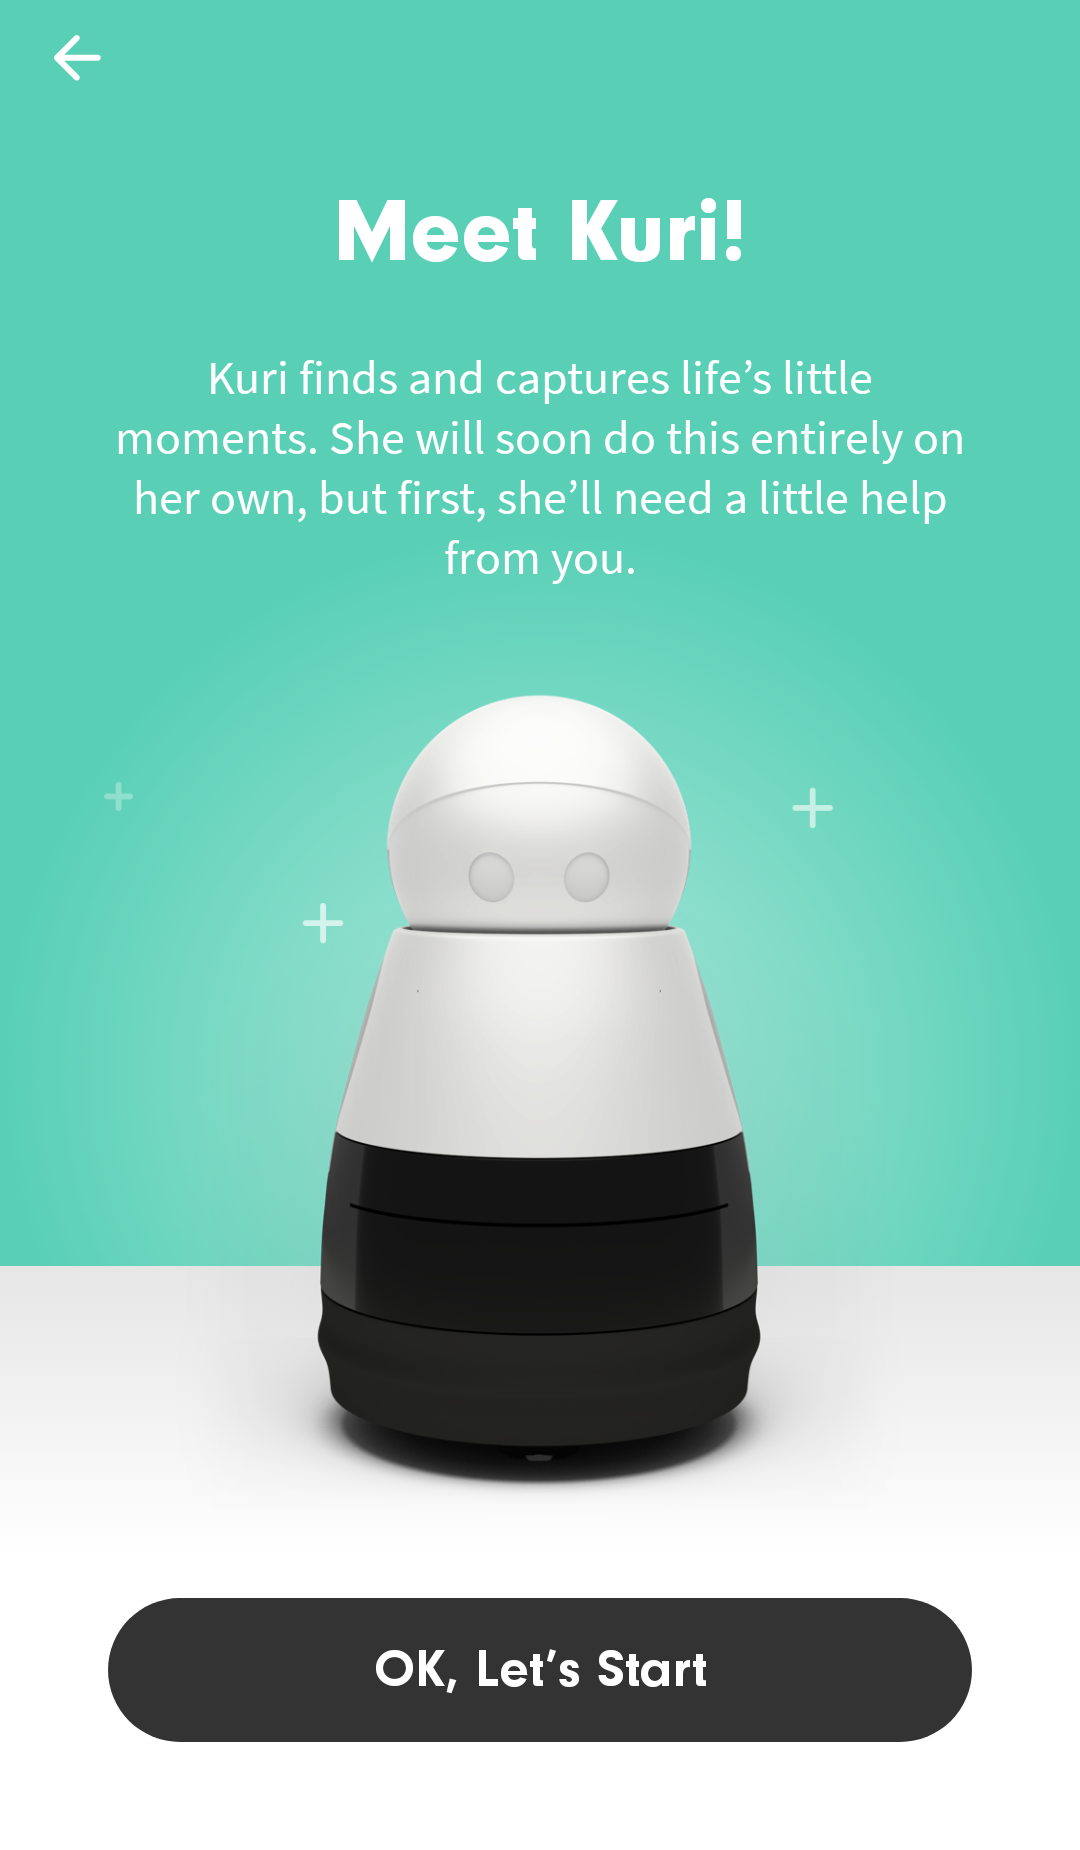 Meet Kuri!
Kuri finds and captures life’s little
moments. She will soon do this entirely on
her own, but first, she’ll need a little help
from you.
OK, Let’s Start